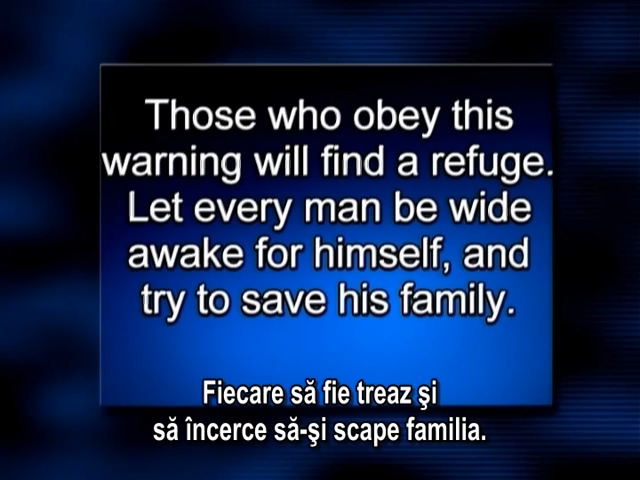 Those who obey this
warning will find a refuge.
Let every man be wide
awake for himself, and
try to save his family.
Fiecare să fie treaz şi
să încerce să-şi scape familia.